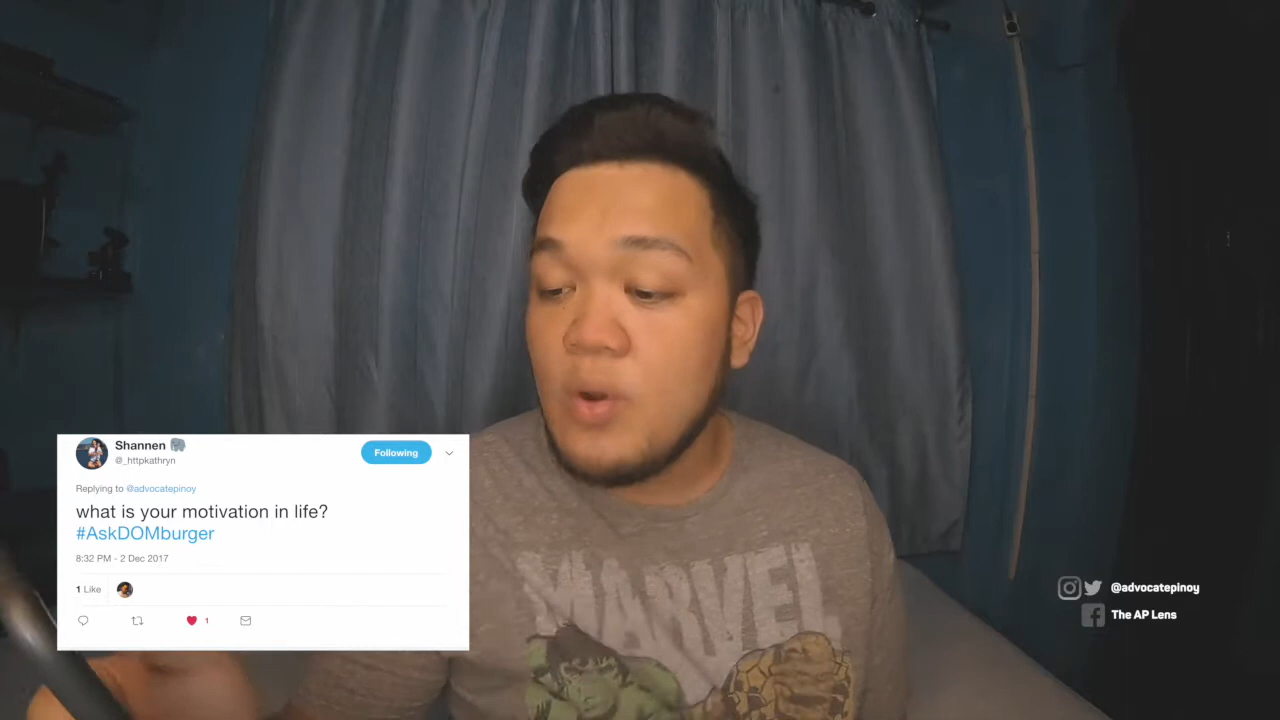 Shannen
@_httpkathryn
Following
Replying to @advocatepinoy
what is your motivation in life?
#AskDOMburger
8:32 PM - 2 Dec 2017
1 Like
1
MARVEL
@advocatepinoy
The AP Lens